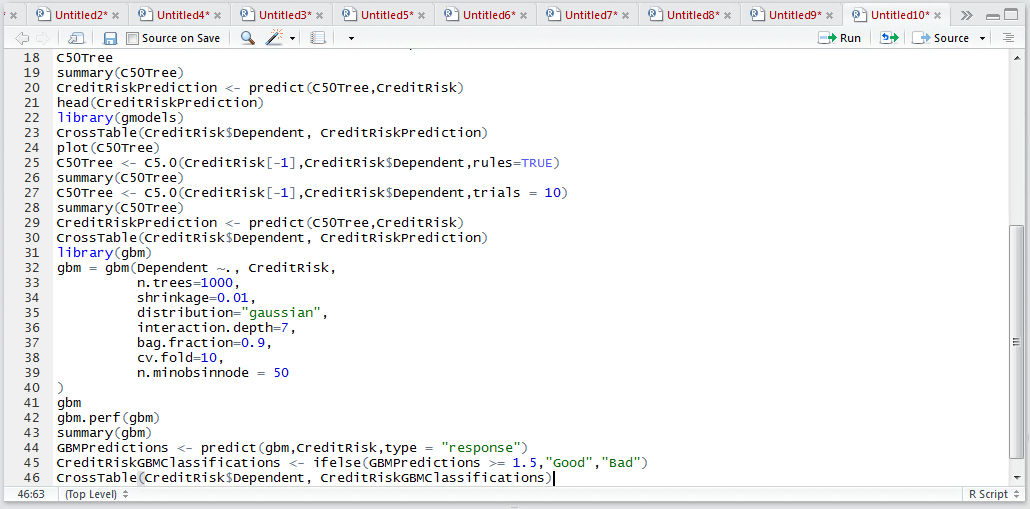 Untitled2* Untitled4* Untitled3* Untitled5* Untitled6* Untitled7* Untitled8* Untitled9* Untitled10*
Source on Save Run Source
18 C50Tree
19 summary(C50Tree)
20 CreditRiskPrediction <- predict(C50Tree,CreditRisk)
21 head(CreditRiskPrediction)
22 library(gmodels)
23 CrossTable(CreditRisk$Dependent, CreditRiskPrediction)
24 plot(C50Tree)
25 C50Tree <- C5.0(CreditRisk[-1],CreditRisk$Dependent,rules=TRUE)
26 summary(C50Tree)
27 C50Tree <- C5.0(CreditRisk[-1],CreditRisk$Dependent,trials = 10)
28 summary(C50Tree)
29 CreditRiskPrediction <- predict(C50Tree,CreditRisk)
30 CrossTable(CreditRisk$Dependent, CreditRiskPrediction)
31 library(gbm)
32 gbm = gbm(Dependent ~., CreditRisk,
33 n.trees=1000,
34 shrinkage=0.01,
35 distribution="gaussian",
36 interaction.depth=7,
37 bag.fraction=0.9,
38 cv.fold=10,
39 n.minobsinnode = 50
40 )
41 gbm
42 gbm.perf(gbm)
43 summary(gbm)
44 GBMPredictions <- predict(gbm,CreditRisk,type = "response")
45 CreditRiskGBMClassifications <- ifelse(GBMPredictions >= 1.5,"Good","Bad")
46 CrossTable(CreditRisk$Dependent, CreditRiskGBMClassifications)
46:63 (Top Level) R Script